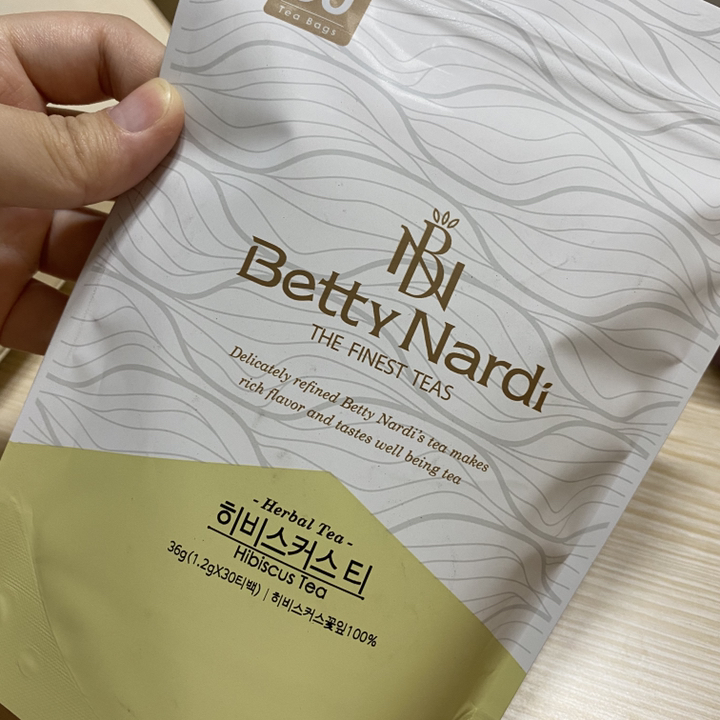 Tea Bags
BN
Betty Nardi
THE FINEST TEAS
Delicately refined Betty Nardi's tea makes
rich flavor and tastes well being tea
- Herbal Tea -
히비스커스 티
Hibiscus Tea
36g(1.2gX30티백) | 히비스커스꽃잎100%